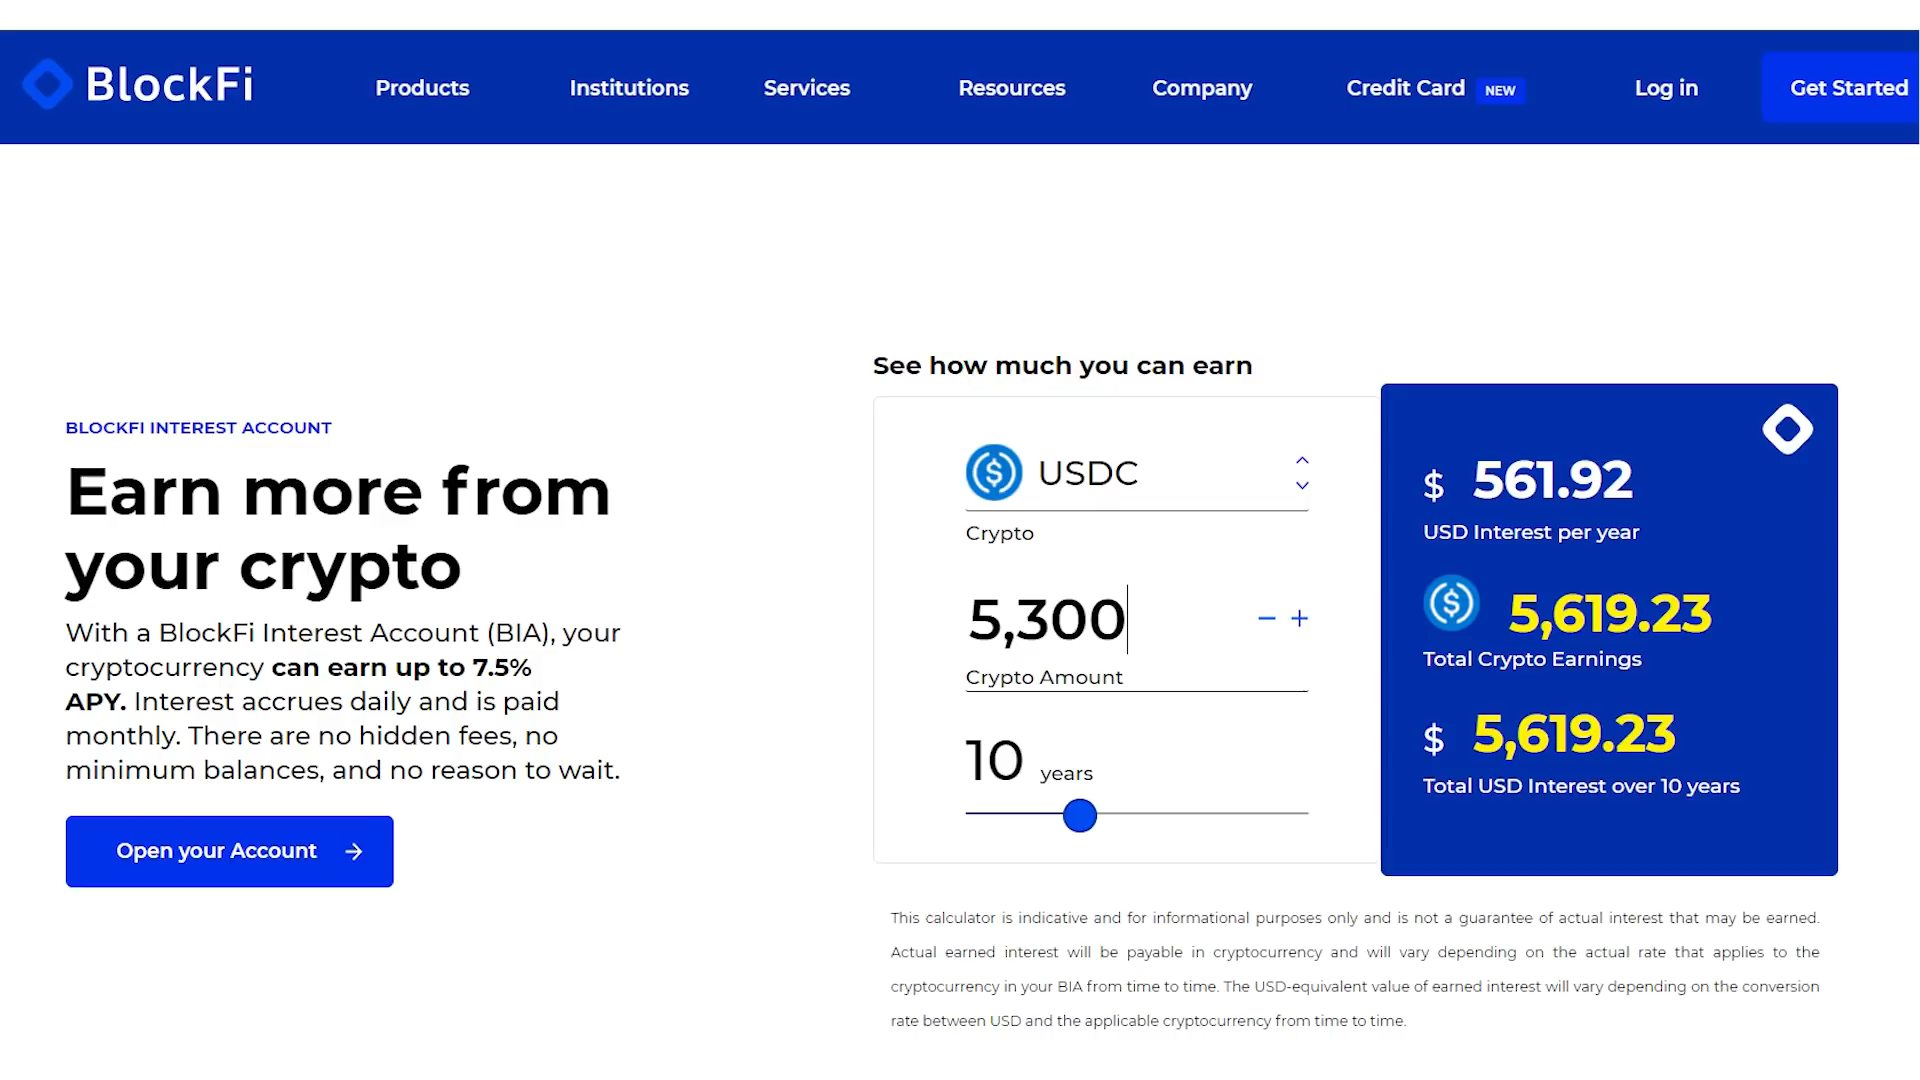 BlockFi
Products
Institutions
Services
Resources
Company
Credit Card NEW
Log in
Get Started
BLOCKFI INTEREST ACCOUNT
Earn more from
your crypto
With a BlockFi Interest Account (BIA), your
cryptocurrency can earn up to 7.5%
APY. Interest accrues daily and is paid
monthly. There are no hidden fees, no
minimum balances, and no reason to wait.
Open your Account →
See how much you can earn
USDC
Crypto
5,300
Crypto Amount
10 years
$ 561.92
USD Interest per year
5,619.23
Total Crypto Earnings
$ 5,619.23
Total USD Interest over 10 years
This calculator is indicative and for informational purposes only and is not a guarantee of actual interest that may be earned.
Actual earned interest will be payable in cryptocurrency and will vary depending on the actual rate that applies to the
cryptocurrency in your BIA from time to time. The USD-equivalent value of earned interest will vary depending on the conversion
rate between USD and the applicable cryptocurrency from time to time.